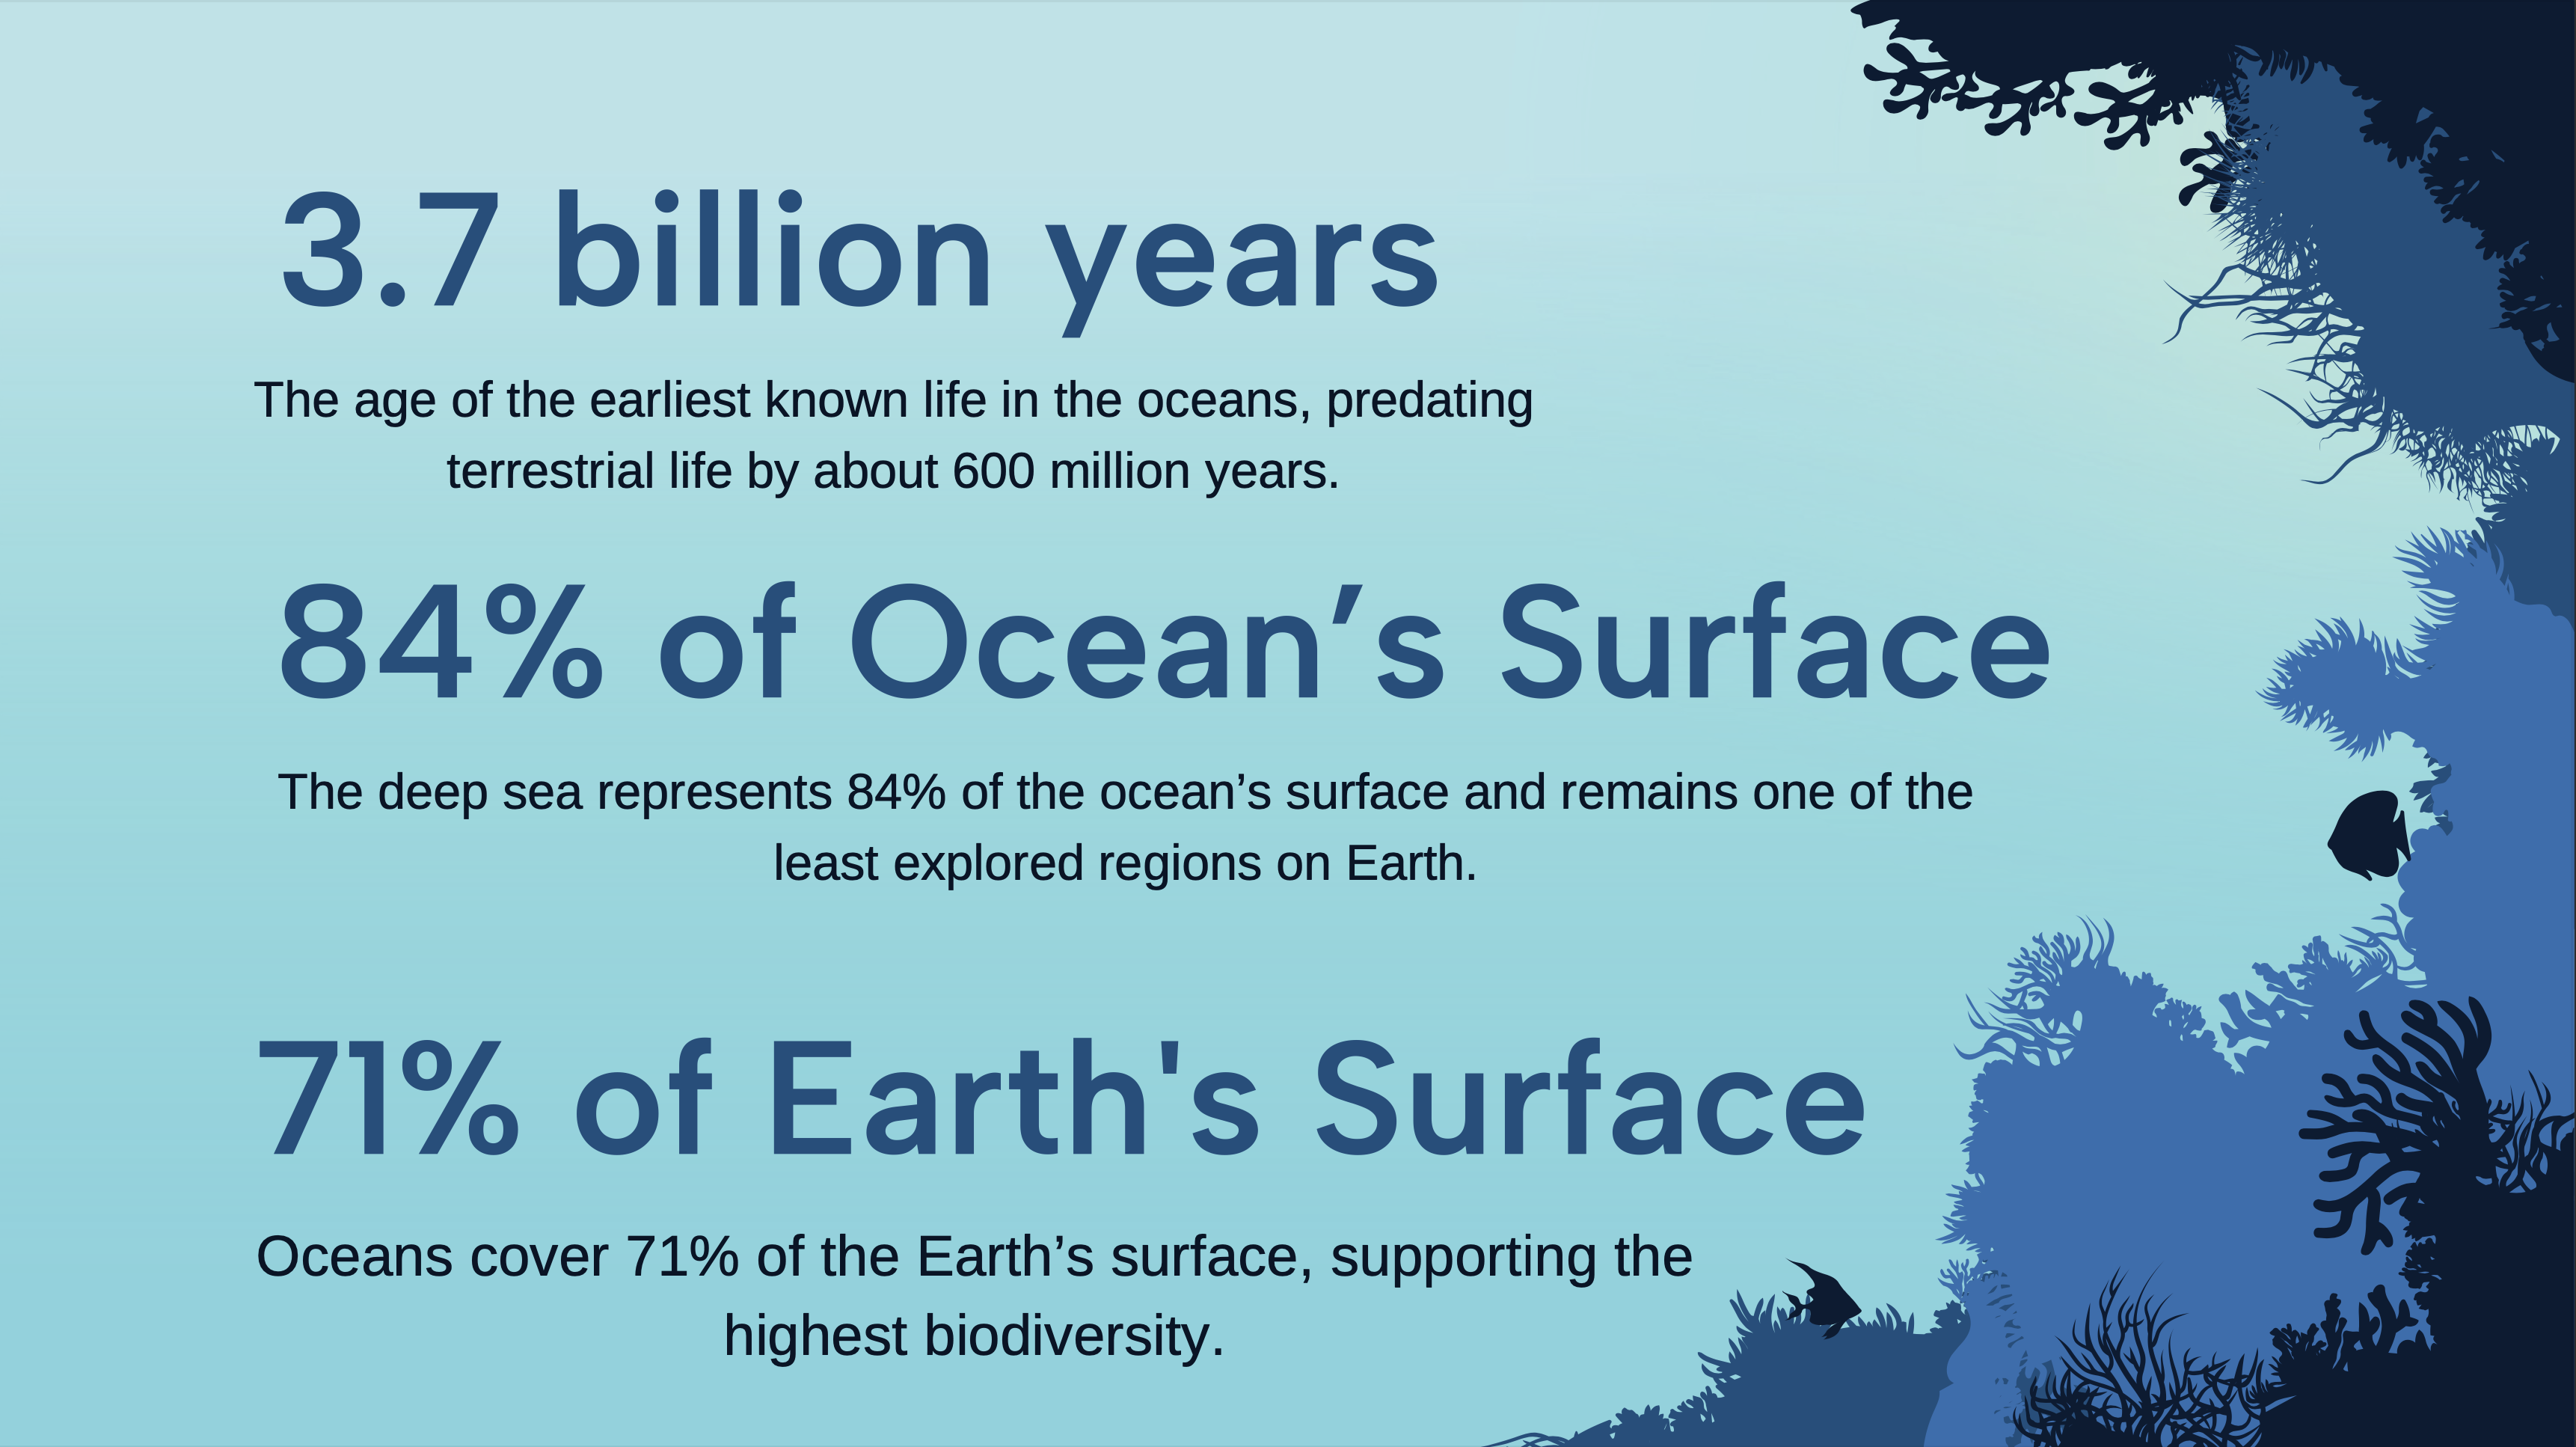 3.7 billion years
The age of the earliest known life in the oceans, predating
terrestrial life by about 600 million years.
84% of Ocean’s Surface
The deep sea represents 84% of the ocean’s surface and remains one of the
least explored regions on Earth.
71% of Earth's Surface
Oceans cover 71% of the Earth’s surface, supporting the
highest biodiversity.